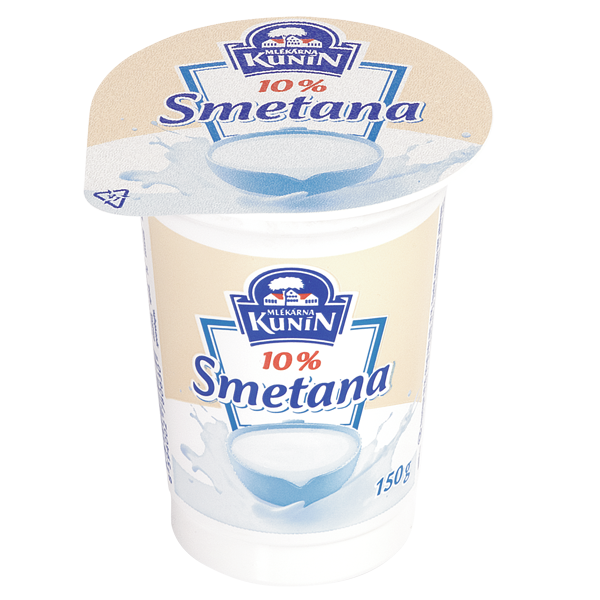 MLÉKÁRNA
KUNÍN
10%
Smetana
MLÉKÁRNA
KUNÍN
10%
Smetana
150g